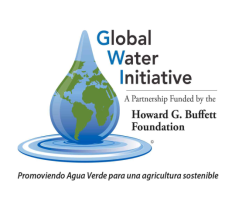 Global
Water
Initiative
A Partnership Funded by the
Howard G. Buffett
Foundation
®
Promoviendo Agua Verde para una agricultura sostenible